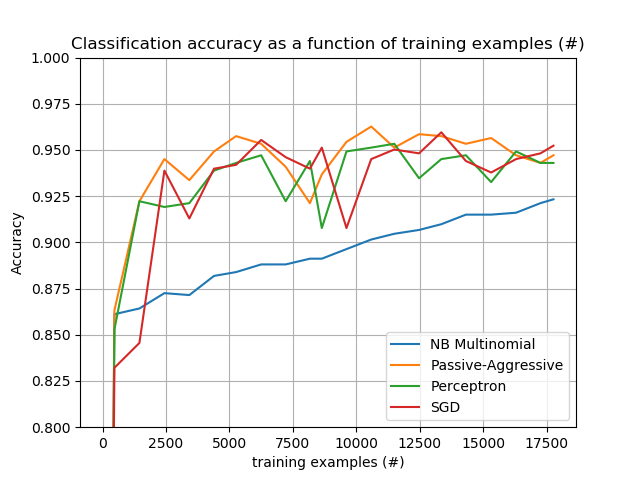 Classification accuracy as a function of training examples (#)
1.000
0.975
0.950
0.925
0.900
0.875
0.850
0.825
0.800
Accuracy
NB Multinomial
Passive-Aggressive
Perceptron
SGD
0 2500 5000 7500 10000 12500 15000 17500
training examples (#)